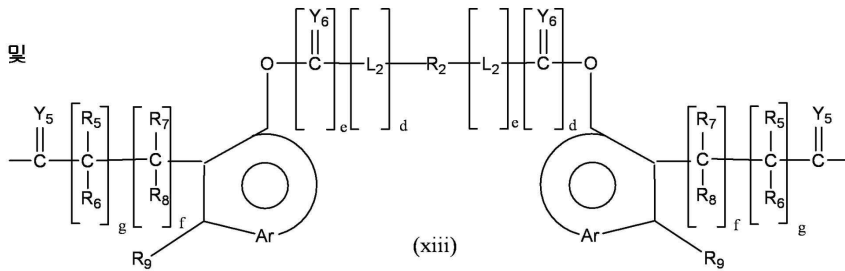 및
Y6 Y6
O C L2 R2 L2 C O
e d e d
Y5 R5 R7 R7 R5 Y5
C C C C C C
R6 R8 R8 R6
g f f g
Ar (xiii) Ar
R9 R9